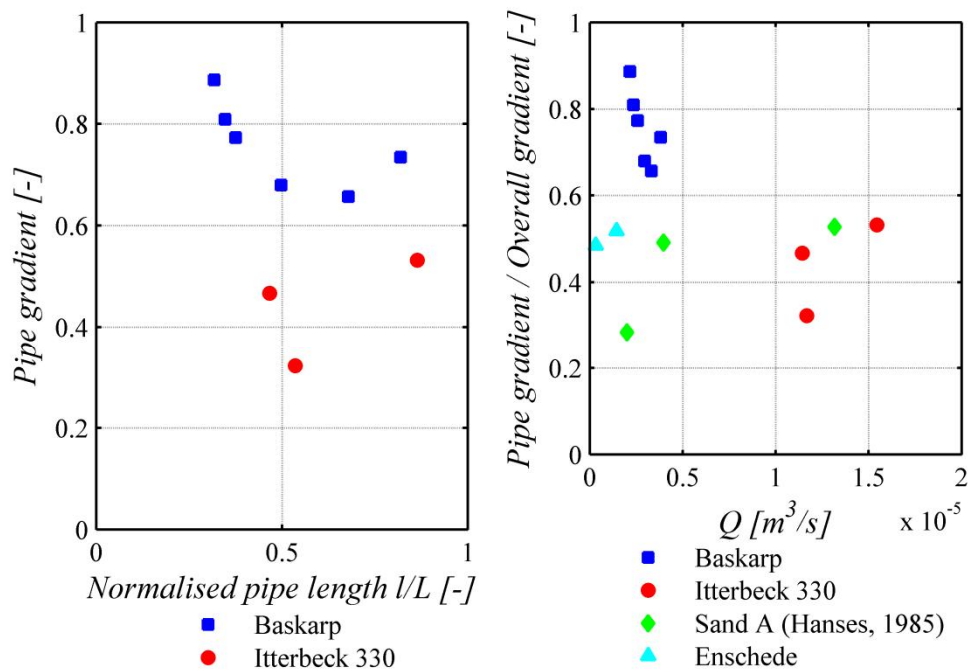 1
0.8
0.6
0.4
0.2
0
Pipe gradient [-]
0
0.5
1
Normalised pipe length l/L [-]
Baskarp
Itterbeck 330
1
0.8
0.6
0.4
0.2
0
Pipe gradient / Overall gradient [-]
0
0.5
1
1.5
2
Q [m³/s]
x 10⁻⁵
Baskarp
Itterbeck 330
Sand A (Hanses, 1985)
Enschede